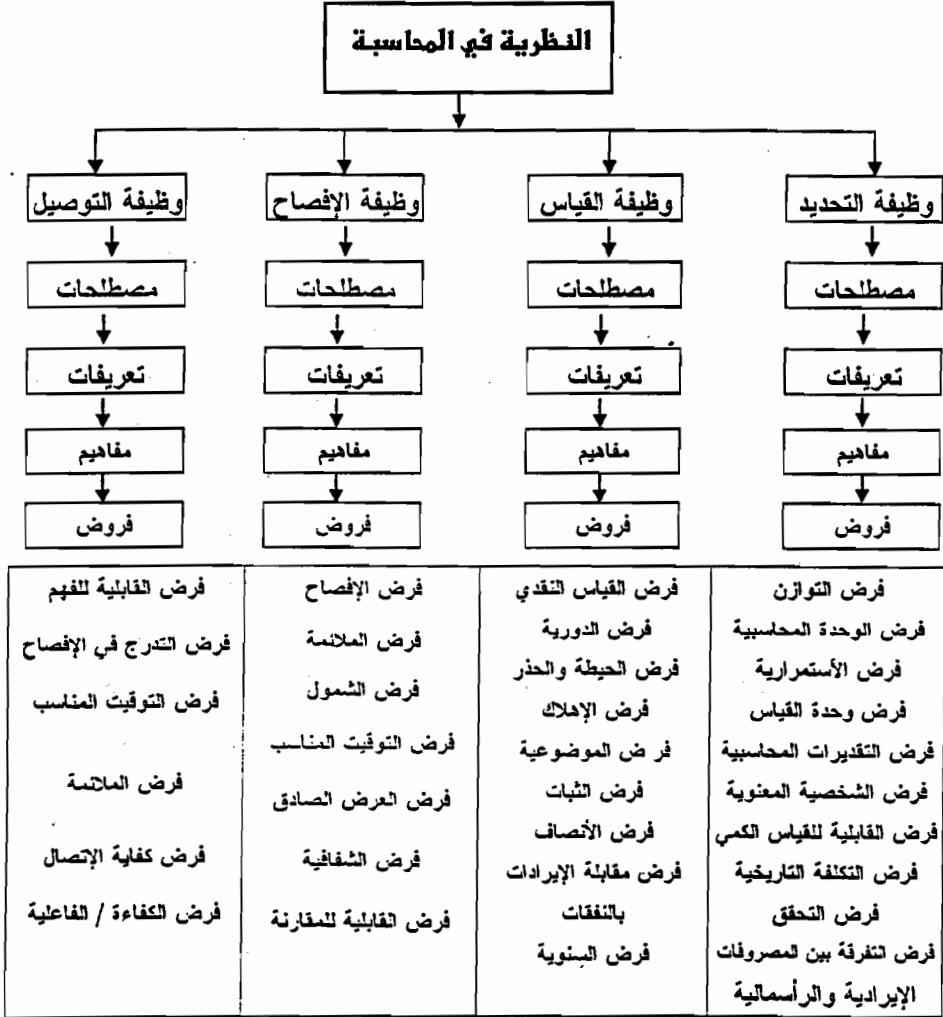 النظرية في المحاسبة
وظيفة التحديد
وظيفة القياس
وظيفة الإفصاح
وظيفة التوصيل
مصطلحات
مصطلحات
مصطلحات
مصطلحات
تعريفات
تعريفات
تعريفات
تعريفات
مفاهيم
مفاهيم
مفاهيم
مفاهيم
فروض
فروض
فروض
فروض
فرض التوازن
فرض الوحدة المحاسبية
فرض الأستمرارية
فرض وحدة القياس
فرض التقديرات المحاسبية
فرض الشخصية المعنوية
فرض القابلية للقياس الكمي
فرض التكلفة التاريخية
فرض التحقق
فرض التفرقة بين المصروفات
الإيرادية والرأسمالية
فرض القياس النقدي
فرض الدورية
فرض الحيطة والحذر
فرض الإهلاك
فر ض الموضوعية
فرض الثبات
فرض الأنصاف
فرض مقابلة الإيرادات
بالنفقات
فرض السنوية
فرض الإفصاح
فرض الملائمة
فرض الشمول
فرض التوقيت المناسب
فرض العرض الصادق
فرض الشفافية
فرض القابلية للمقارنة
فرض القابلية للفهم
فرض التدرج في الإفصاح
فرض التوقيت المناسب
فرض الملائمة
فرض كفاية الإتصال
فرض الكفاءة / الفاعلية